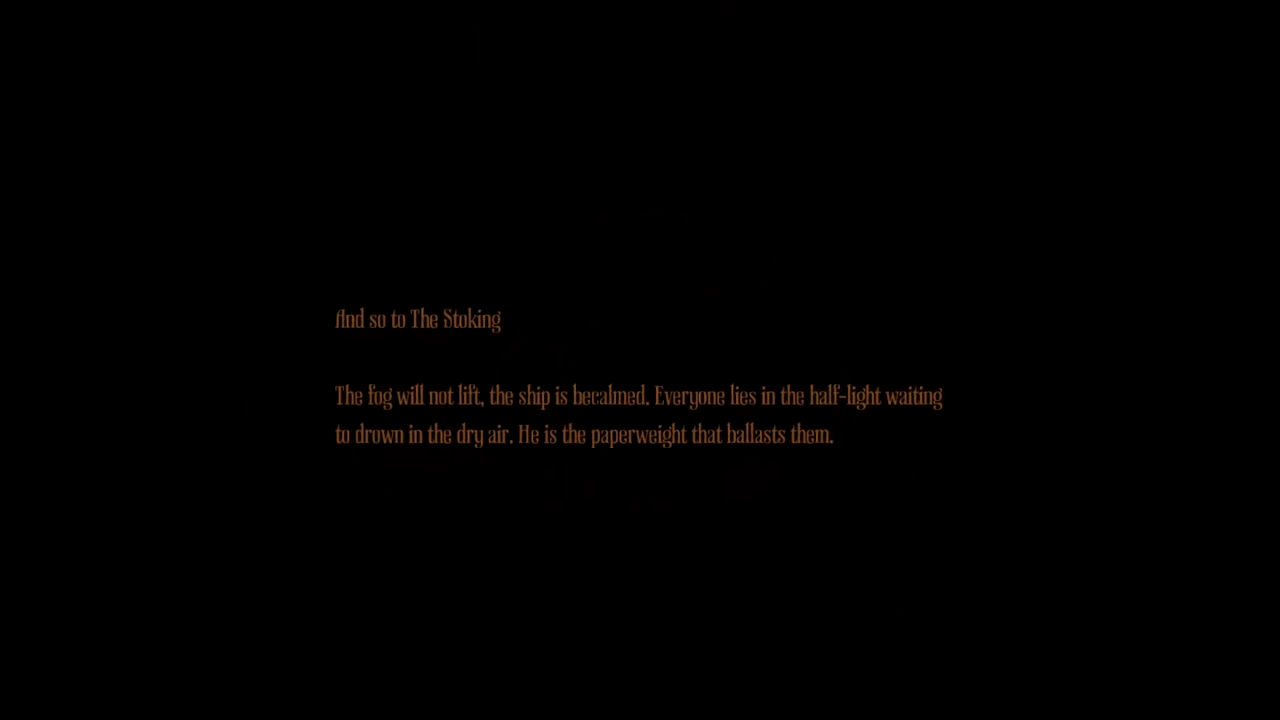 And so to The Stoking
The fog will not lift, the ship is becalmed. Everyone lies in the half-light waiting
to drown in the dry air. He is the paperweight that ballasts them.